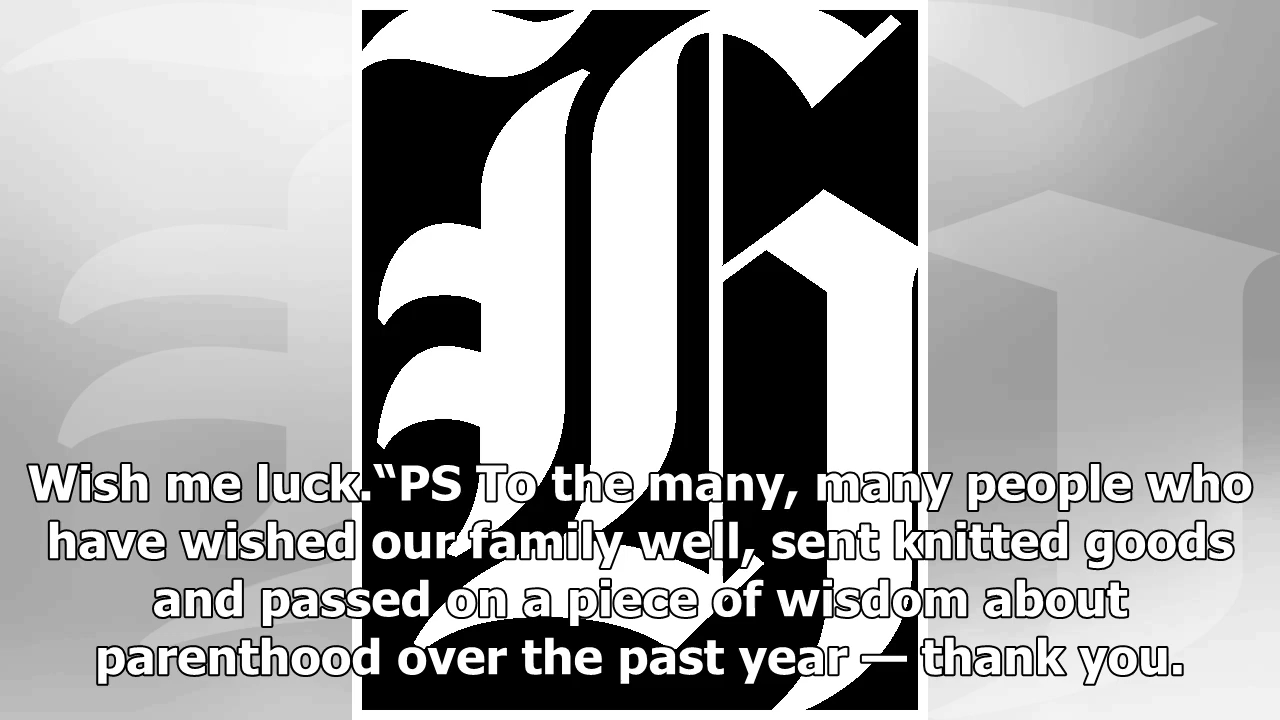 Wish me luck.“PS To the many, many people who
have wished our family well, sent knitted goods
and passed on a piece of wisdom about
parenthood over the past year — thank you.